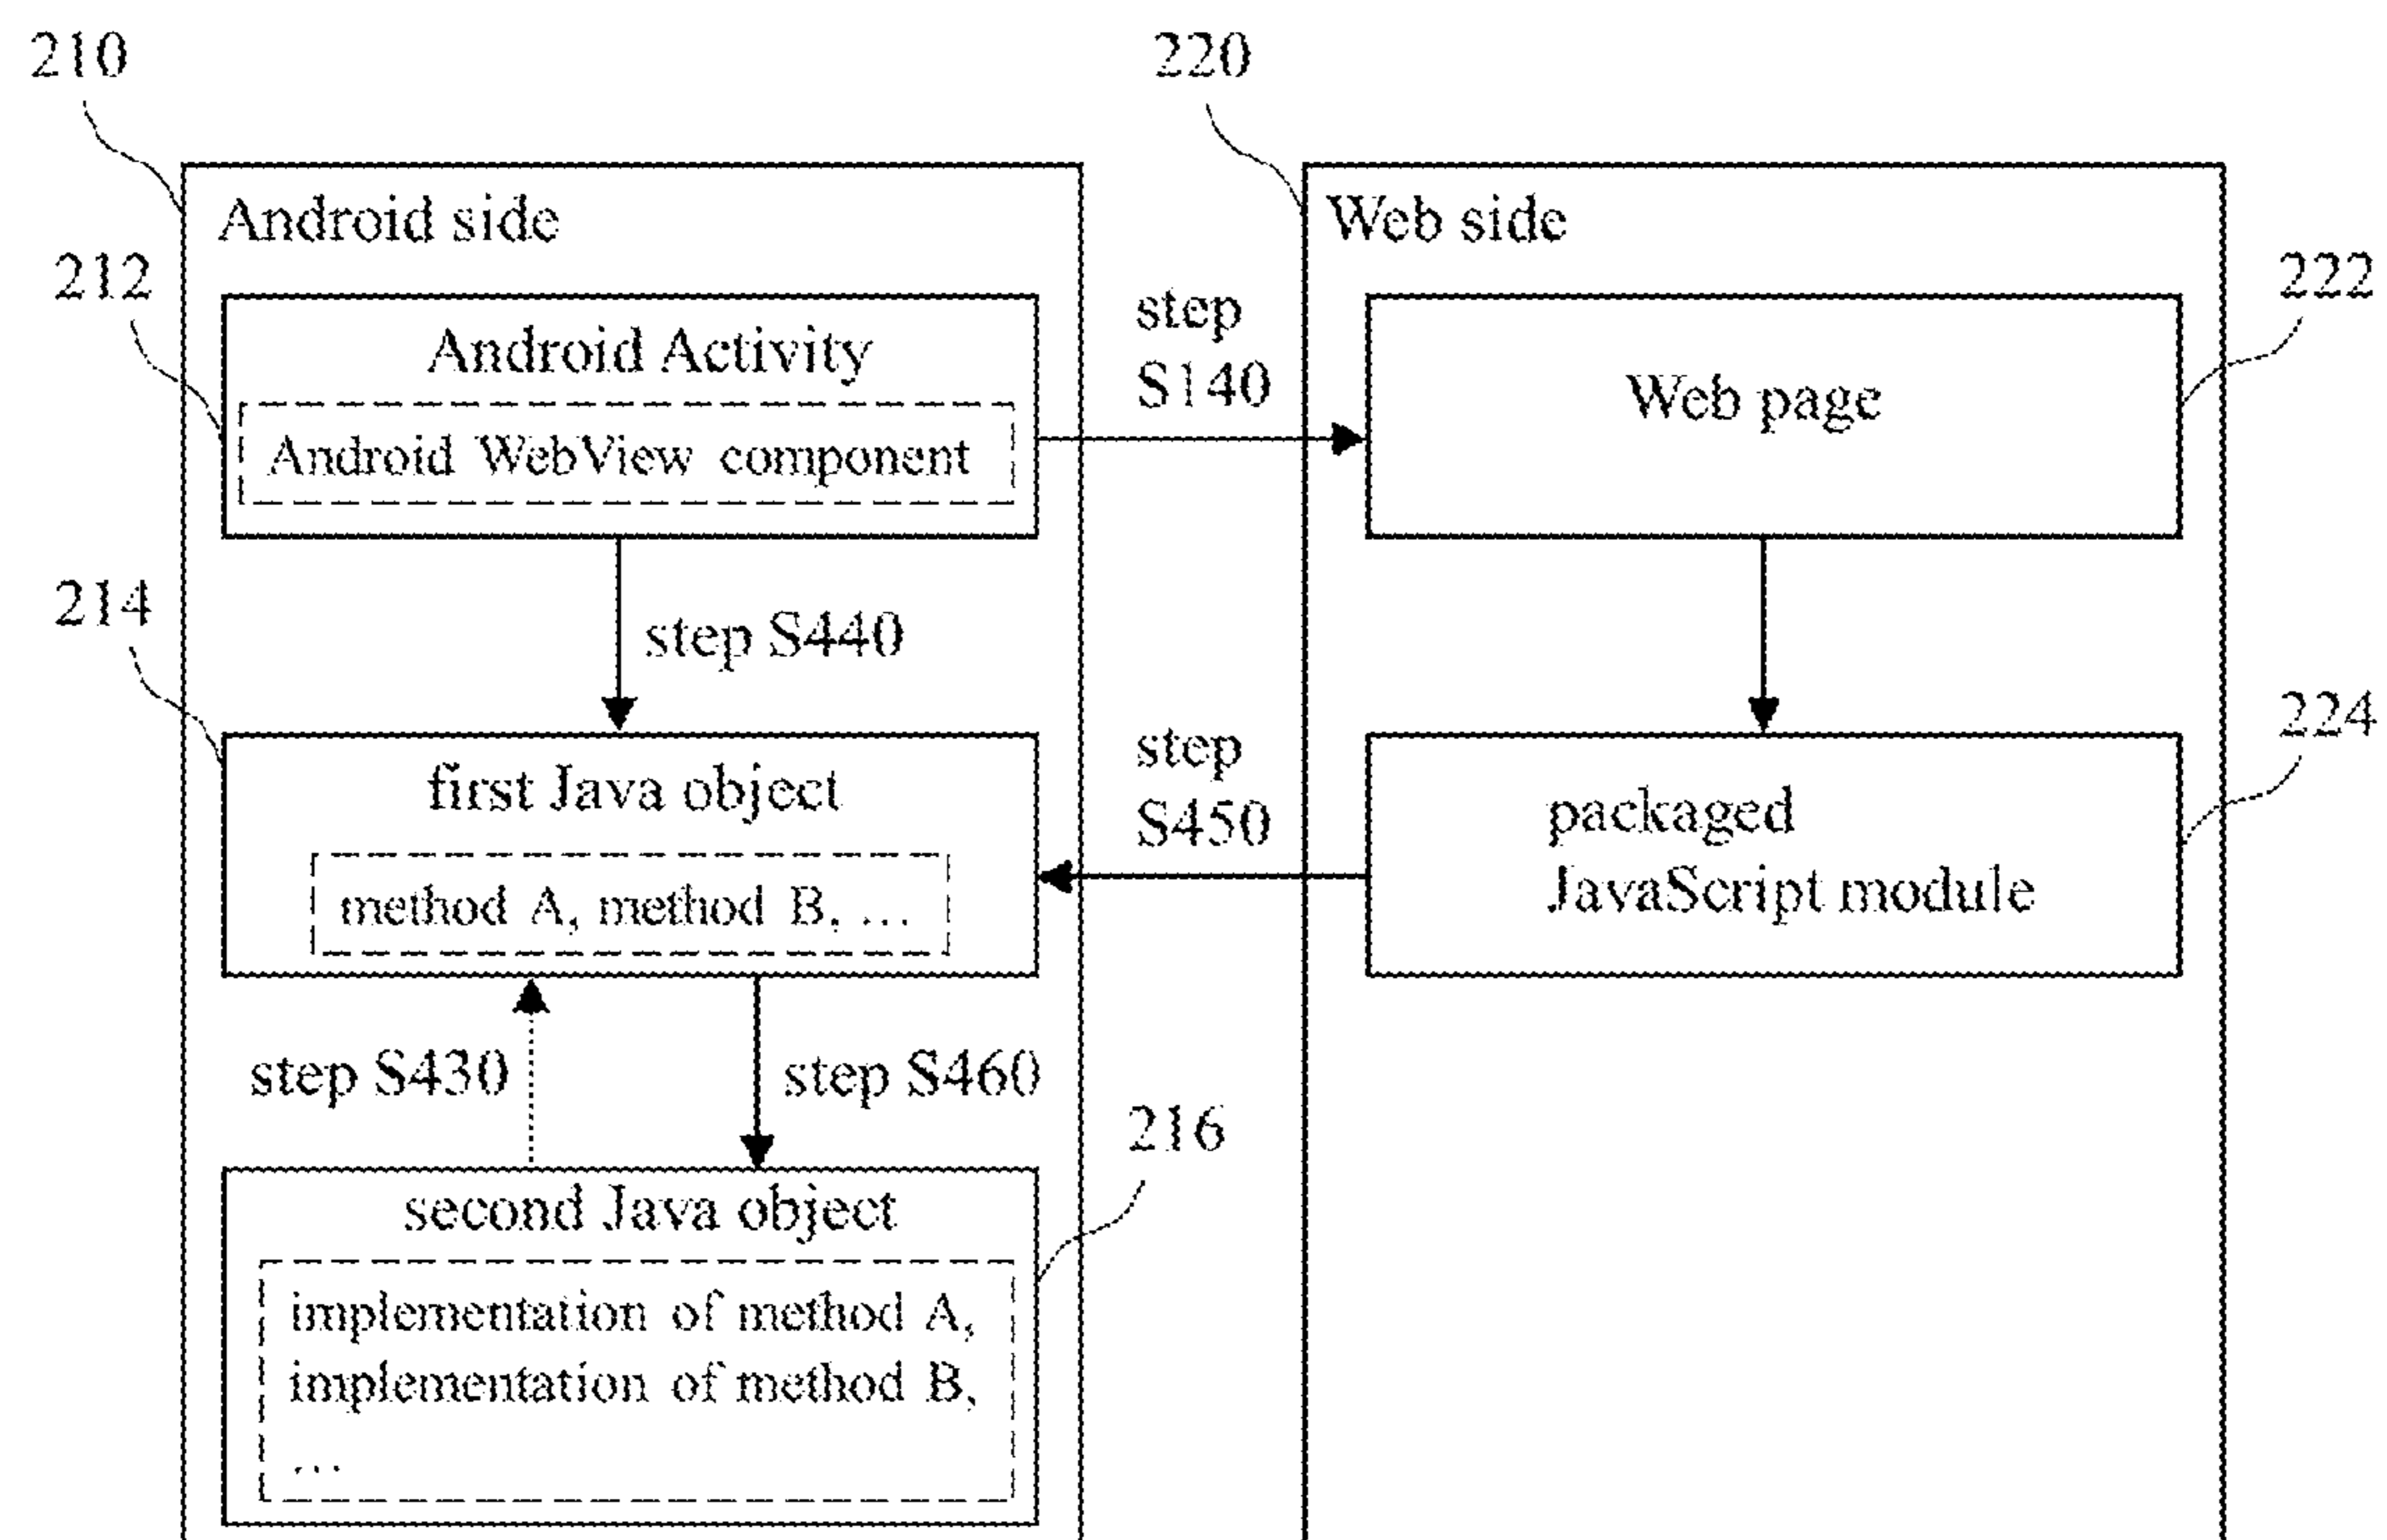 210
220
Android side
Web side
212
222
Android Activity
Android WebView component
step
S140
Web page
214
step S440
224
first Java object
method A, method B, ...
step
S450
packaged
JavaScript module
step S430
step S460
216
second Java object
implementation of method A,
implementation of method B,
...